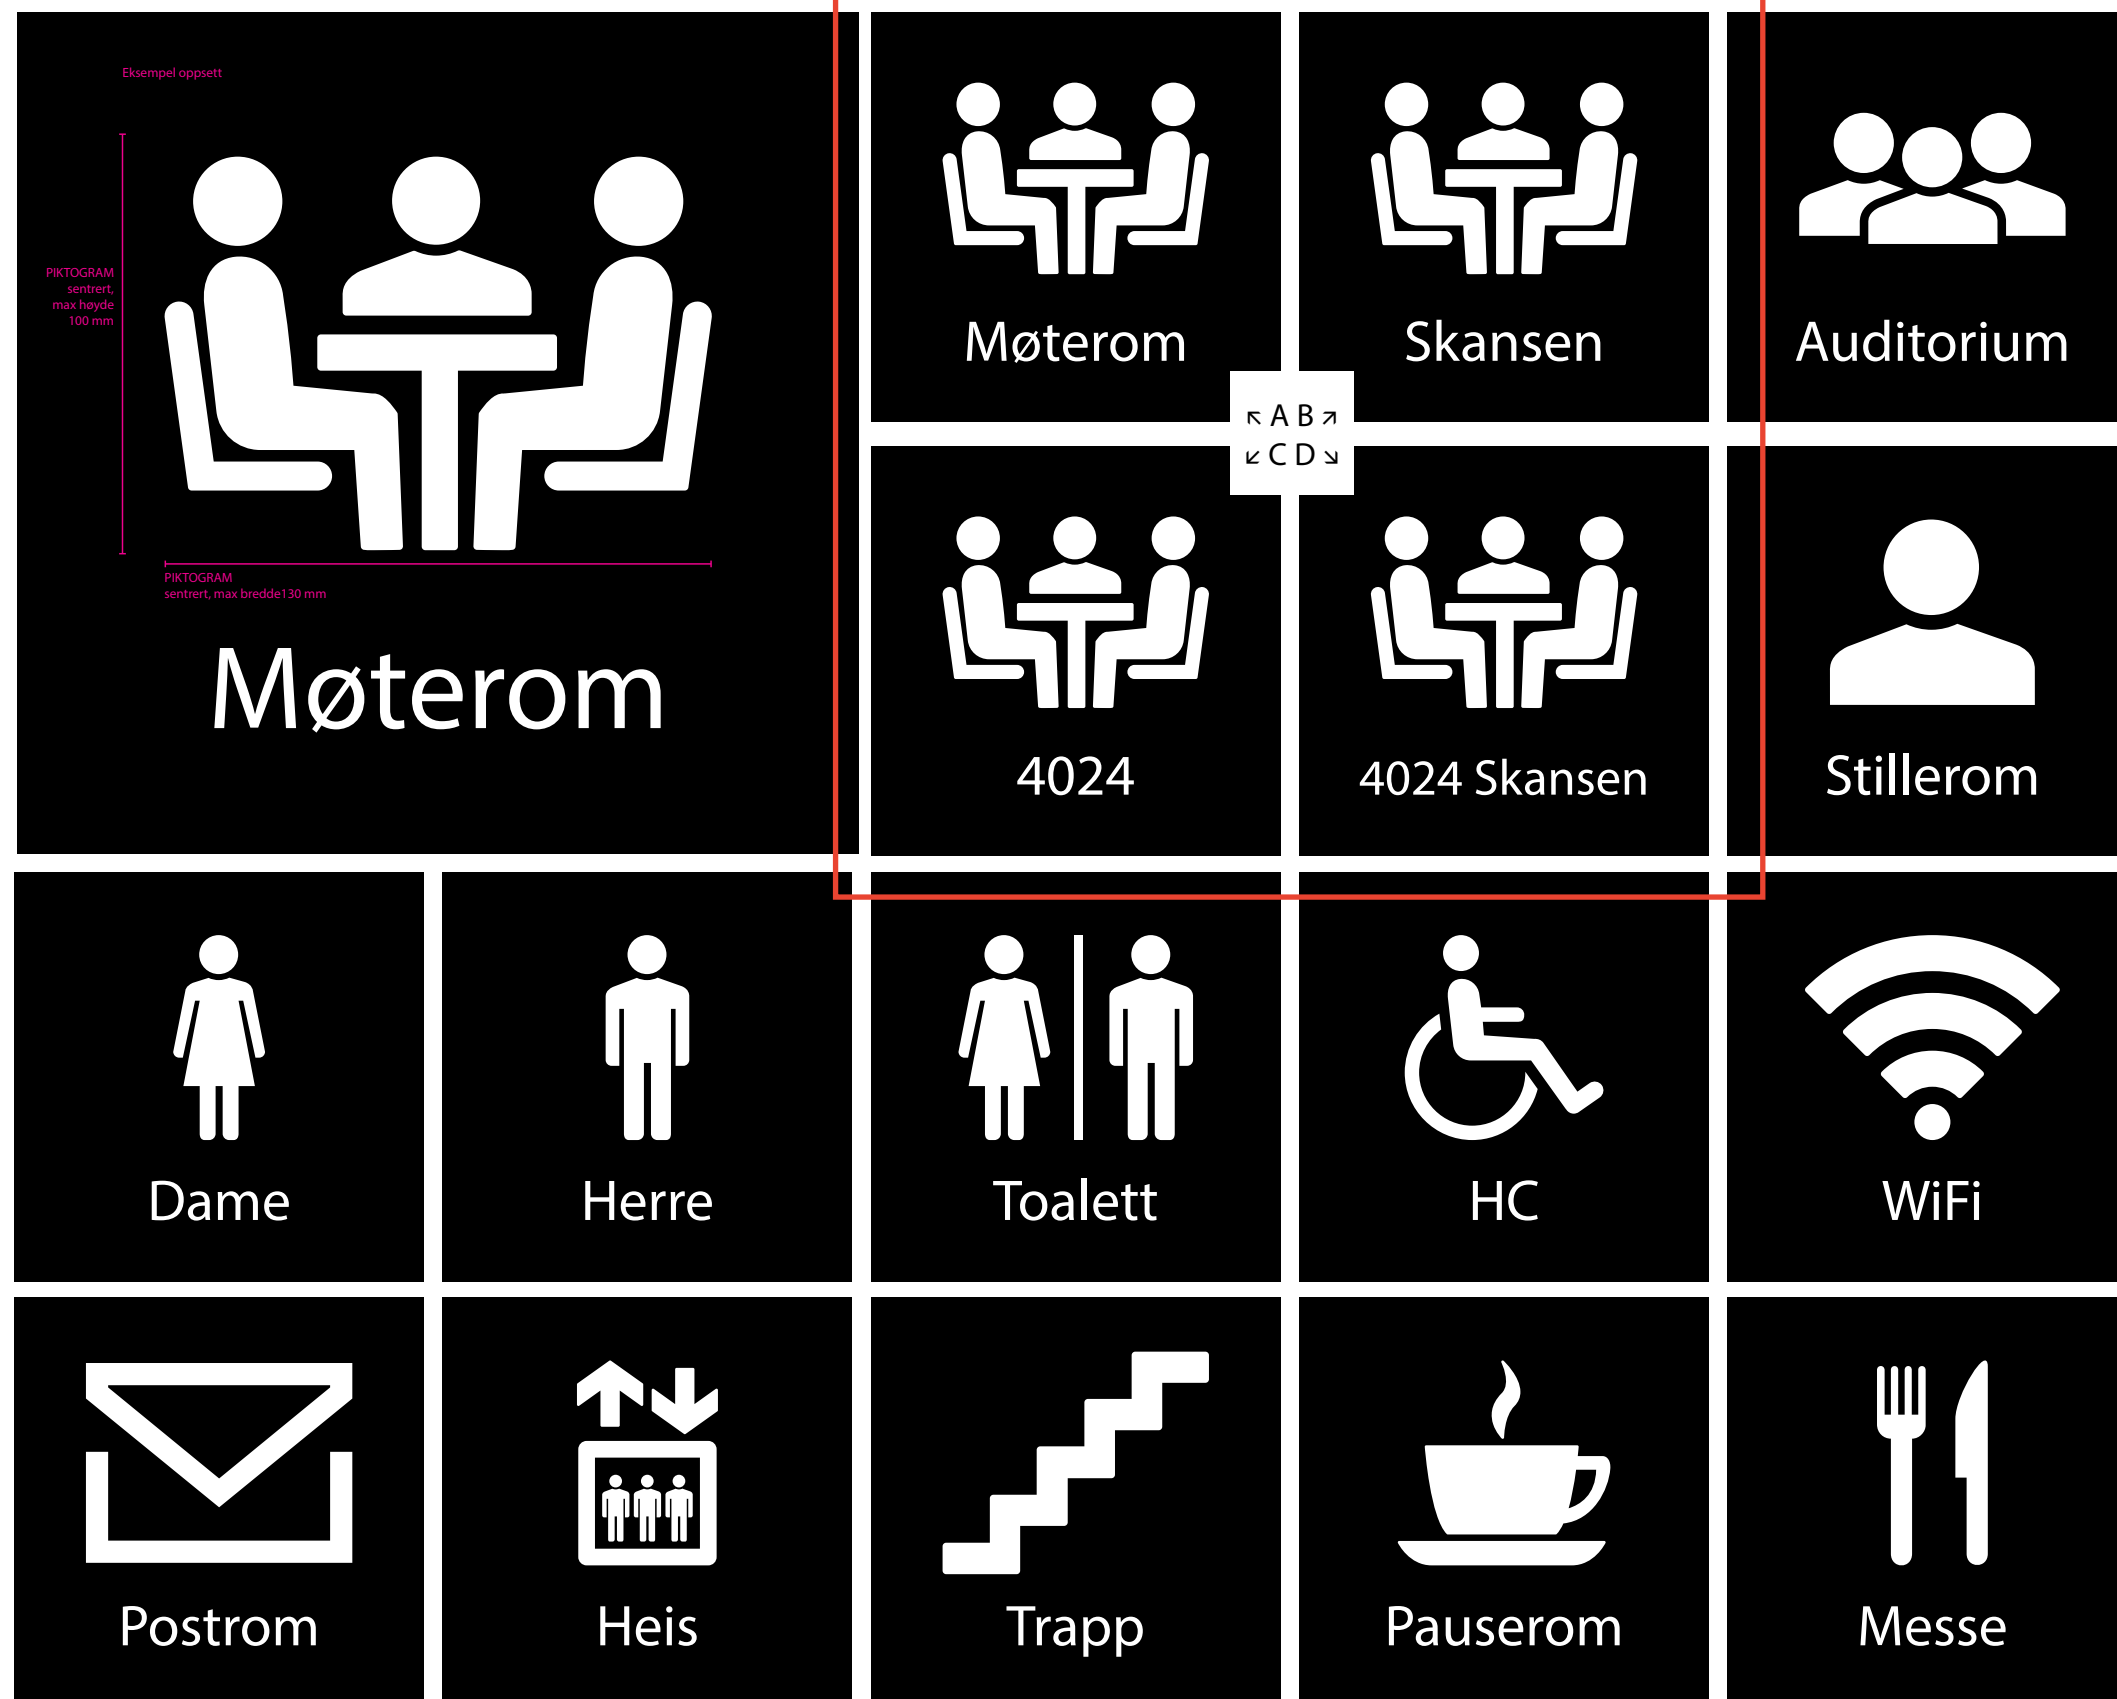 Eksempel oppsett
PIKTOGRAM
sentrert,
max høyde
100 mm
PIKTOGRAM
sentrert, max bredde130 mm
Møterom
Møterom
Skansen
Auditorium
A B
C D
4024
4024 Skansen
Stillerom
Dame
Herre
Toalett
HC
WiFi
Postrom
Heis
Trapp
Pauserom
Messe